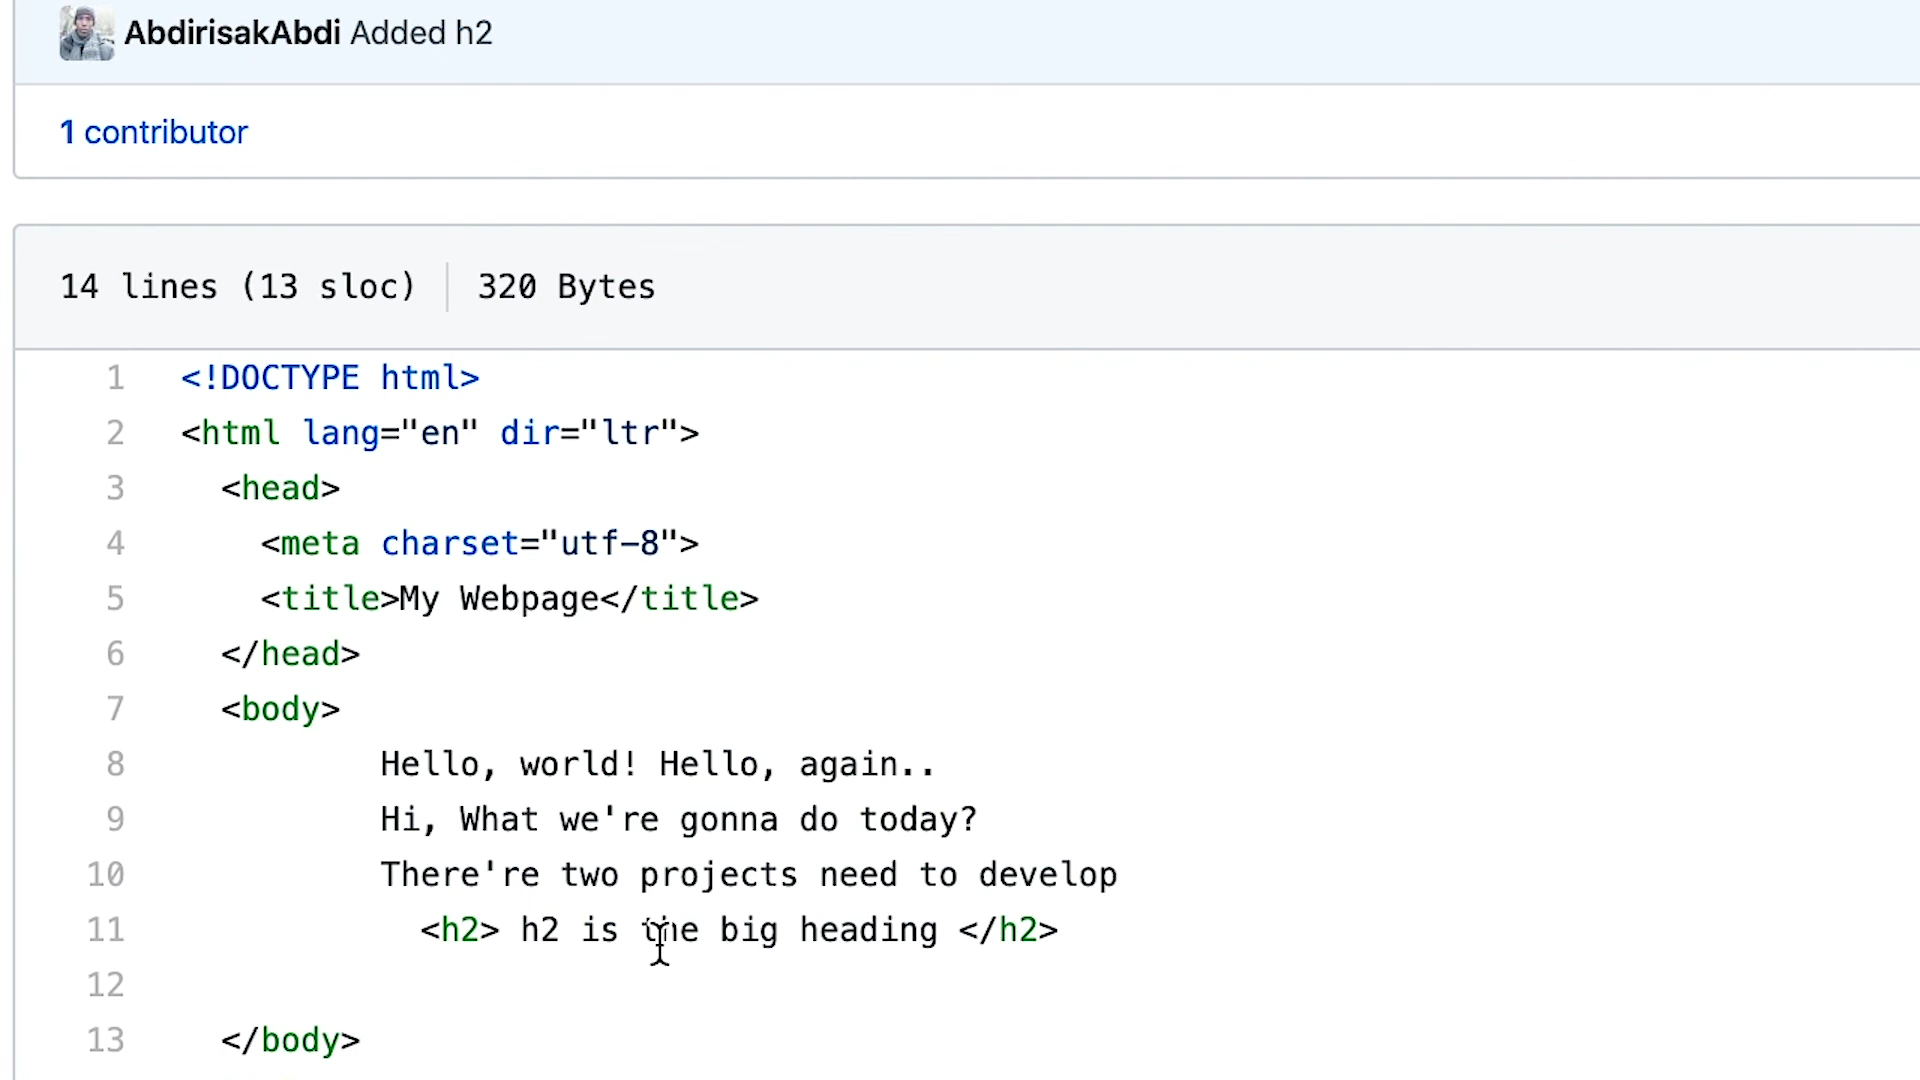 AbdirisakAbdi Added h2
1 contributor
14 lines (13 sloc) 320 Bytes
1 <!DOCTYPE html>
2 <html lang="en" dir="ltr">
3 <head>
4 <meta charset="utf-8">
5 <title>My Webpage</title>
6 </head>
7 <body>
8 Hello, world! Hello, again..
9 Hi, What we're gonna do today?
10 There're two projects need to develop
11 <h2> h2 is the big heading </h2>
12
13 </body>